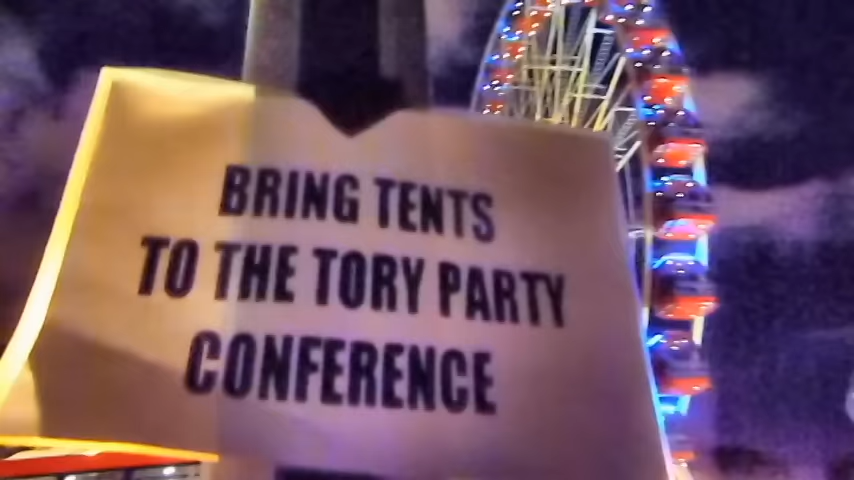 BRING TENTS
TO THE TORY PARTY
CONFERENCE